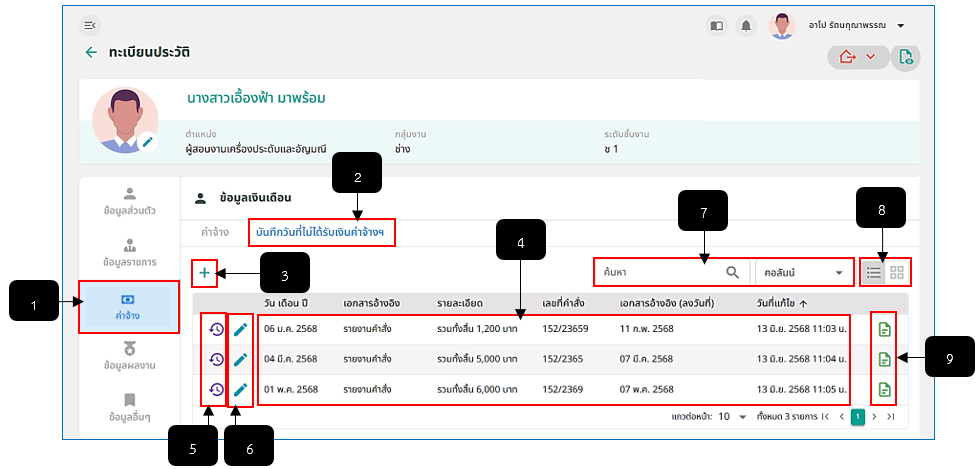 อาโป รัตนกุณาพรรณ
ทะเบียนประวัติ
นางสาวเอื้องฟ้า มาพร้อม
ตำแหน่ง กลุ่มงาน ระดับชั้นงาน
ผู้สอนงานเครื่องประดับและอัญมณี ช่าง ช 1
2
ข้อมูลส่วนตัว
ข้อมูลเงินเดือน
7
8
ค่าจ้าง บันทึกวันที่ไม่ได้รับเงินค่าจ้างฯ
4
ข้อมูลราชการ
3
ค้นหา คอลัมน์
1
ค่าจ้าง
วัน เดือน ปี เอกสารอ้างอิง รายละเอียด เลขที่คำสั่ง เอกสารอ้างอิง (ลงวันที่) วันที่แก้ไข
06 ม.ค. 2568 รายงานคำสั่ง รวมทั้งสิ้น 1,200 บาท 152/23659 11 ก.พ. 2568 13 มิ.ย. 2568 11:03 น.
04 มี.ค. 2568 รายงานคำสั่ง รวมทั้งสิ้น 5,000 บาท 152/2365 07 มี.ค. 2568 13 มิ.ย. 2568 11:04 น.
9
ข้อมูลผลงาน
01 พ.ค. 2568 รายงานคำสั่ง รวมทั้งสิ้น 6,000 บาท 152/2369 07 พ.ค. 2568 13 มิ.ย. 2568 11:05 น.
ข้อมูลอื่นๆ
แถวต่อหน้า: 10 ทั้งหมด 3 รายการ 1
5
6